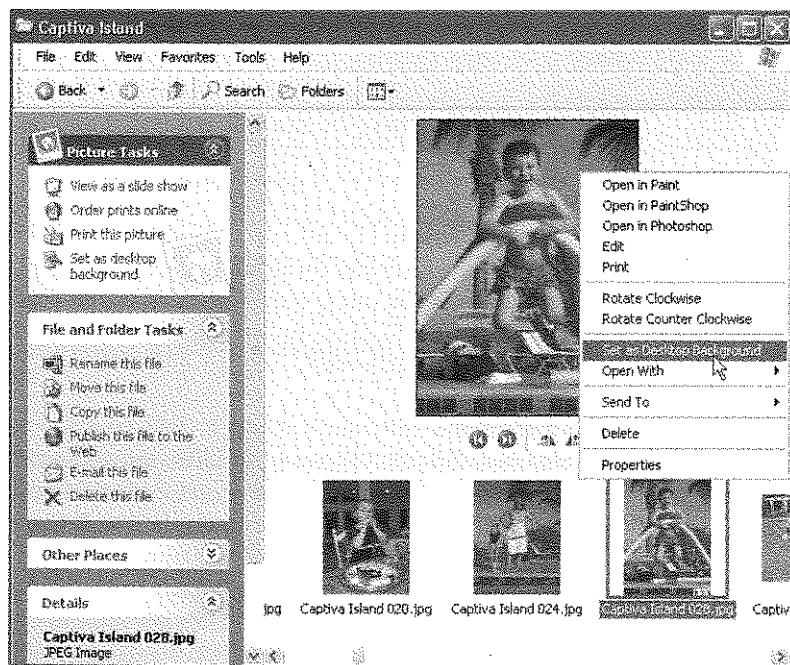 Captiva Island
File Edit View Favorites Tools Help
Back Search Folders
Picture Tasks
View as a slide show
Order prints online
Print this picture
Set as desktop
background
File and Folder Tasks
Rename this file
Move this file
Copy this file
Publish this file to the
web
E-mail this file
Delete this file
Other Places
Details
Captiva Island 028.jpg
JPEG Image
Open in Paint
Open in PaintShop
Open in Photoshop
Edit
Print
Rotate Clockwise
Rotate Counter Clockwise
Set as Desktop Background
Open With
Send To
Delete
Properties
jpg Captiva Island 020.jpg Captiva Island 024.jpg Captiva Island 028.jpg Captiv